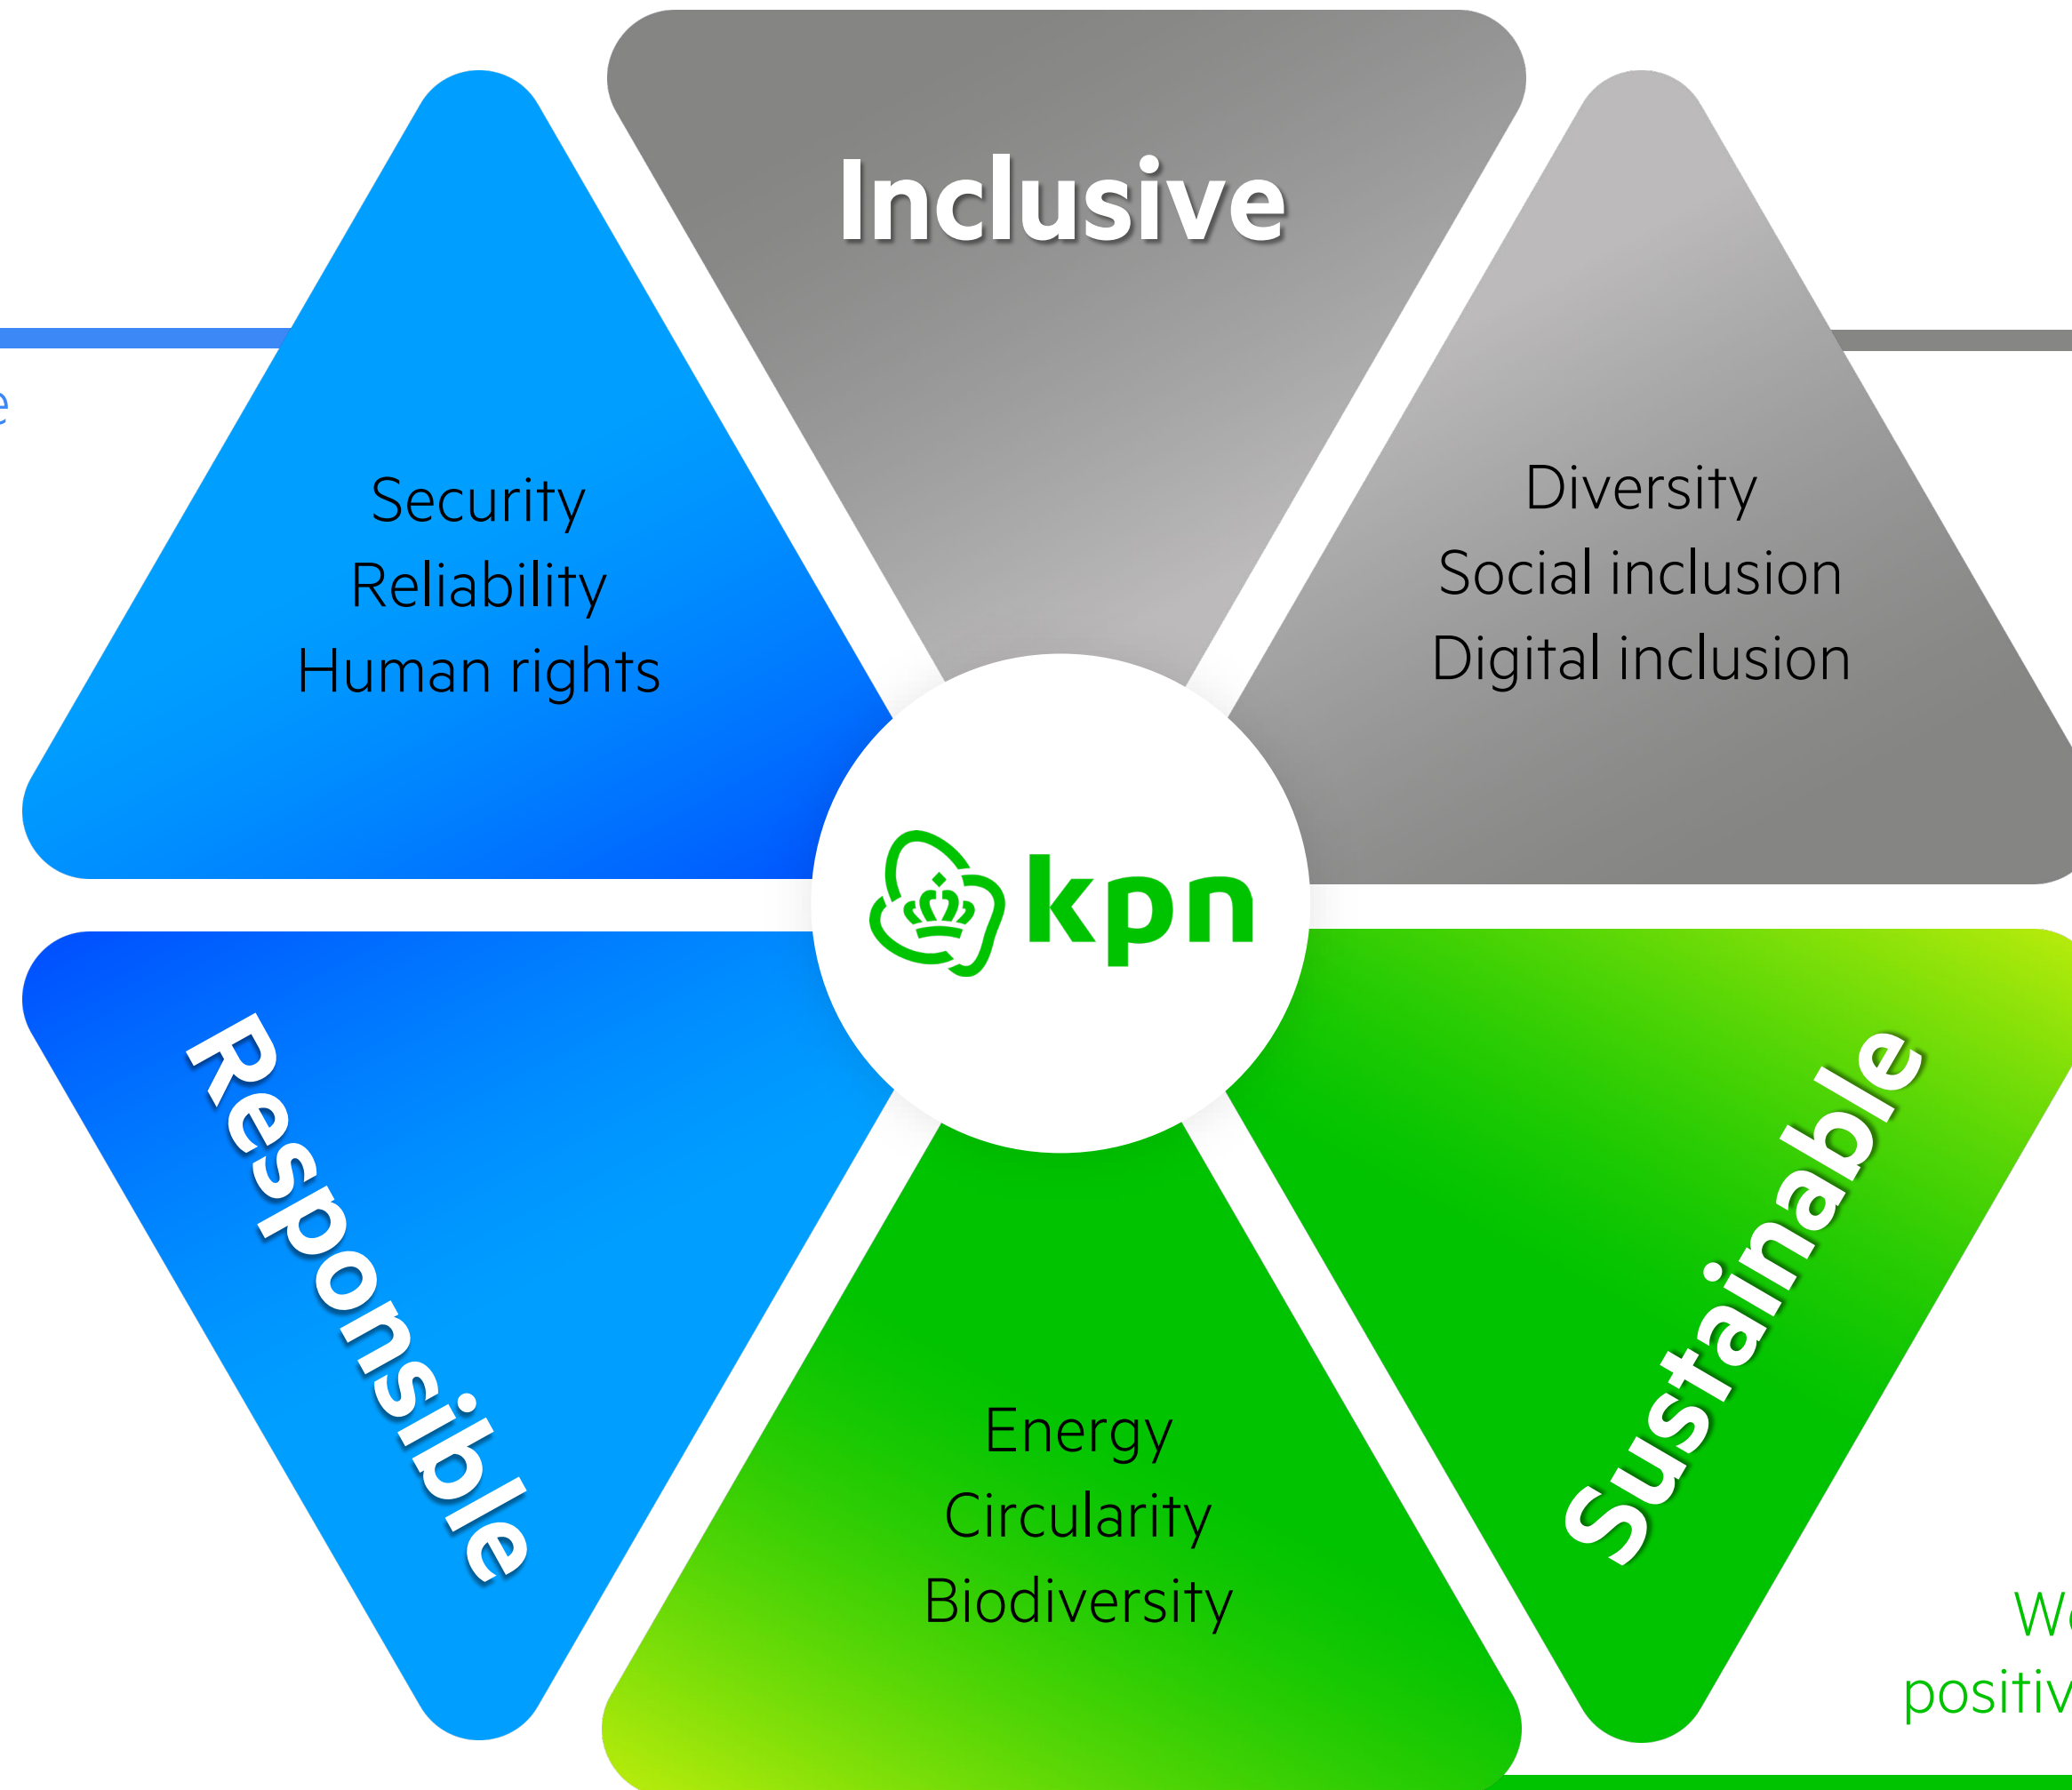 Inclusive
Security
Reliability
Human rights
Diversity
Social inclusion
Digital inclusion
kpn
Responsible
Sustainable
Energy
Circularity
Biodiversity